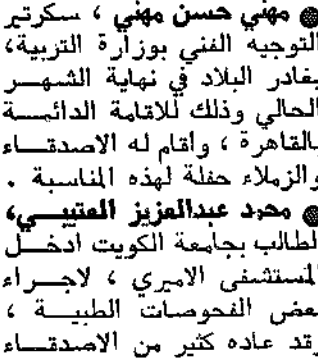 ● مهني حسن مهني ، سكرتير
التوجيه الفني بوزارة التربية،
يغادر البلاد في نهاية الشهر
الحالي وذلك للاقامة الدائمة
بالقاهرة ، واقام له الاصدقاء
والزملاء حفلة لهذه المناسبة .
● محمد عبدالعزيز العتيبي،
الطالب بجامعة الكويت ادخل
المستشفى الاميري ، لاجراء
بعض الفحوصات الطبية ،
وقد عاده كثير من الاصدقاء